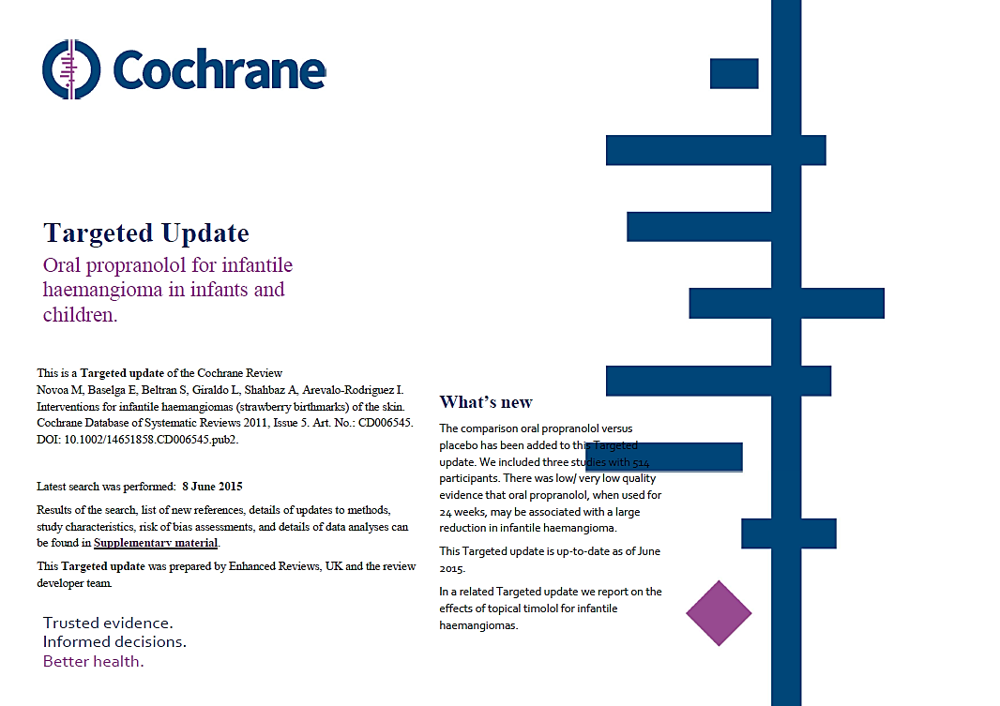 Cochrane
Targeted Update
Oral propranolol for infantile
haemangioma in infants and
children.
This is a Targeted update of the Cochrane Review
Novoa M, Baselga E, Beltran S, Giraldo L, Shahbaz A, Arevalo-Rodriguez I.
Interventions for infantile haemangiomas (strawberry birthmarks) of the skin.
Cochrane Database of Systematic Reviews 2011, Issue 5. Art. No.: CD006545.
DOI: 10.1002/14651858.CD006545.pub2.
Latest search was performed: 8 June 2015
Results of the search, list of new references, details of updates to methods,
study characteristics, risk of bias assessments, and details of data analyses can
be found in Supplementary material.
This Targeted update was prepared by Enhanced Reviews, UK and the review
developer team.
Trusted evidence.
Informed decisions.
Better health.
What's new
The comparison oral propranolol versus
placebo has been added to this Targeted
update. We included three studies with 514
participants. There was low/ very low quality
evidence that oral propranolol, when used for
24 weeks, may be associated with a large
reduction in infantile haemangioma.
This Targeted update is up-to-date as of June
2015.
In a related Targeted update we report on the
effects of topical timolol for infantile
haemangiomas.